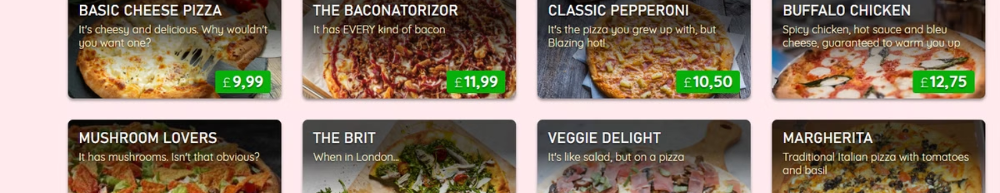 BASIC CHEESE PIZZA
It's cheesy and delicious. Why wouldn't
you want one?
£9,99
THE BACONATORIZOR
It has EVERY kind of bacon
£11,99
CLASSIC PEPPERONI
It's the pizza you grew up with, but
Blazing hot!
£10,50
BUFFALO CHICKEN
Spicy chicken, hot sauce and bleu
cheese, guaranteed to warm you up
£12,75
MUSHROOM LOVERS
It has mushrooms. Isn't that obvious?
THE BRIT
When in London...
VEGGIE DELIGHT
It's like salad, but on a pizza
MARGHERITA
Traditional Italian pizza with tomatoes
and basil